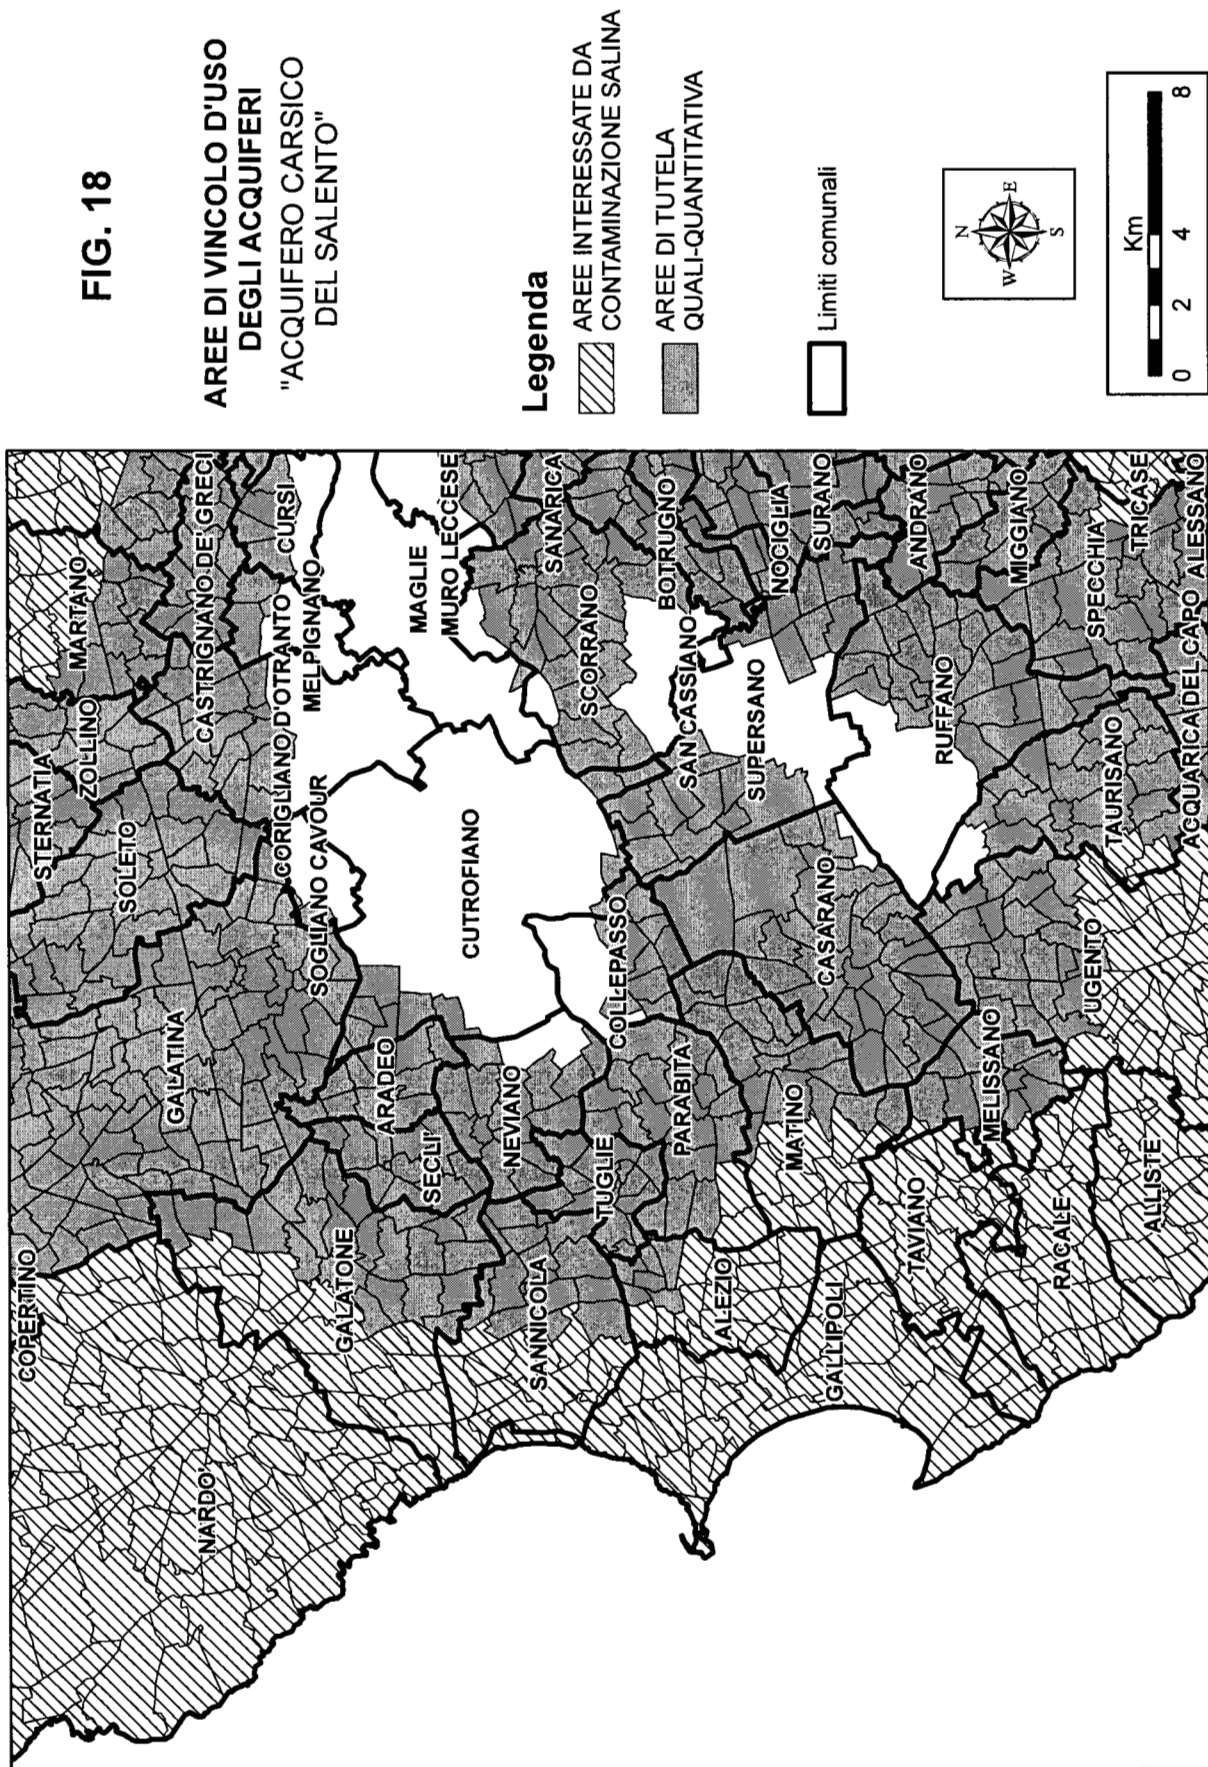 FIG. 18
AREE DI VINCOLO D'USO
DEGLI ACQUIFERI
"ACQUIFERO CARSICO
DEL SALENTO"
Legenda
AREE INTERESSATE DA
CONTAMINAZIONE SALINA
AREE DI TUTELA
QUALI-QUANTITATIVA
Limiti comunali
N
W
E
S
Km
0 2 4 8
COPERTINO
STERNATIA
ZOLLINO
MARTANO
SOLETO
GALATINA
NARDO'
CASTRIGNANO DE' GRECI
CURSI
CORIGLIANO D'OTRANTO
MELPIGNANO
SOGLIANO CAVOUR
GALATONE
ARADEO
SECLI'
MAGLIE
MURO LECCESE
CUTROFIANO
NEVIANO
SANNICOLA
SANARICA
SCORRANO
TUGLIE
COLLEPASSO
BOTRUGNO
SAN CASSIANO
PARABITA
ALEZIO
SUPERSANO
NOCIGLIA
SURANO
MATINO
CASARANO
GALLIPOLI
TAVIANO
ANDRANO
RUFFANO
MELISSANO
MIGGIANO
RACALE
UGENTO
SPECCHIA
TAURISANO
TRICASE
ALLISTE
ACQUARICA DEL CAPO
ALESSANO